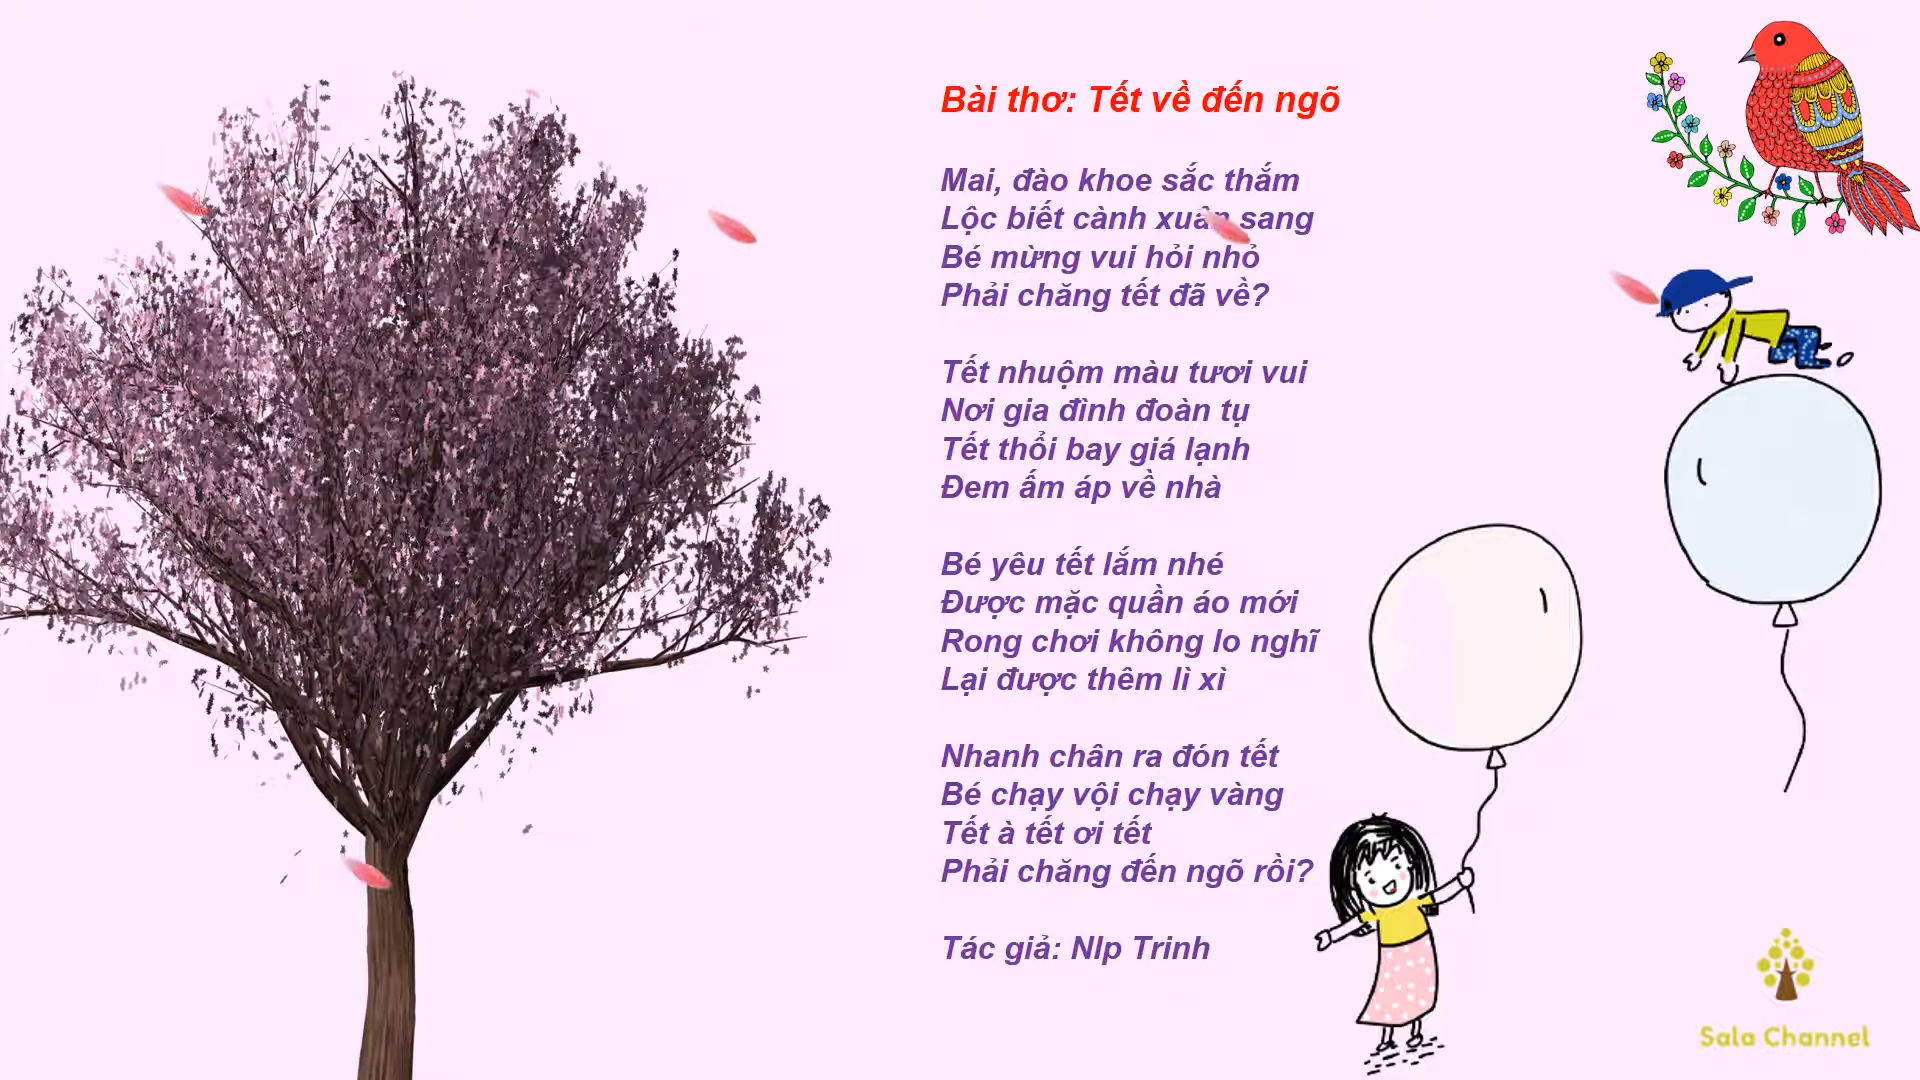 Bài thơ: Tết về đến ngõ
Mai, đào khoe sắc thắm
Lộc biết cành xuân sang
Bé mừng vui hỏi nhỏ
Phải chăng tết đã về?
Tết nhuộm màu tươi vui
Nơi gia đình đoàn tụ
Tết thổi bay giá lạnh
Đem ấm áp về nhà
Bé yêu tết lắm nhé
Được mặc quần áo mới
Rong chơi không lo nghĩ
Lại được thêm lì xì
Nhanh chân ra đón tết
Bé chạy vội chạy vàng
Tết à tết ơi tết
Phải chăng đến ngõ rồi?
Tác giả: Nlp Trinh
Sala Channel